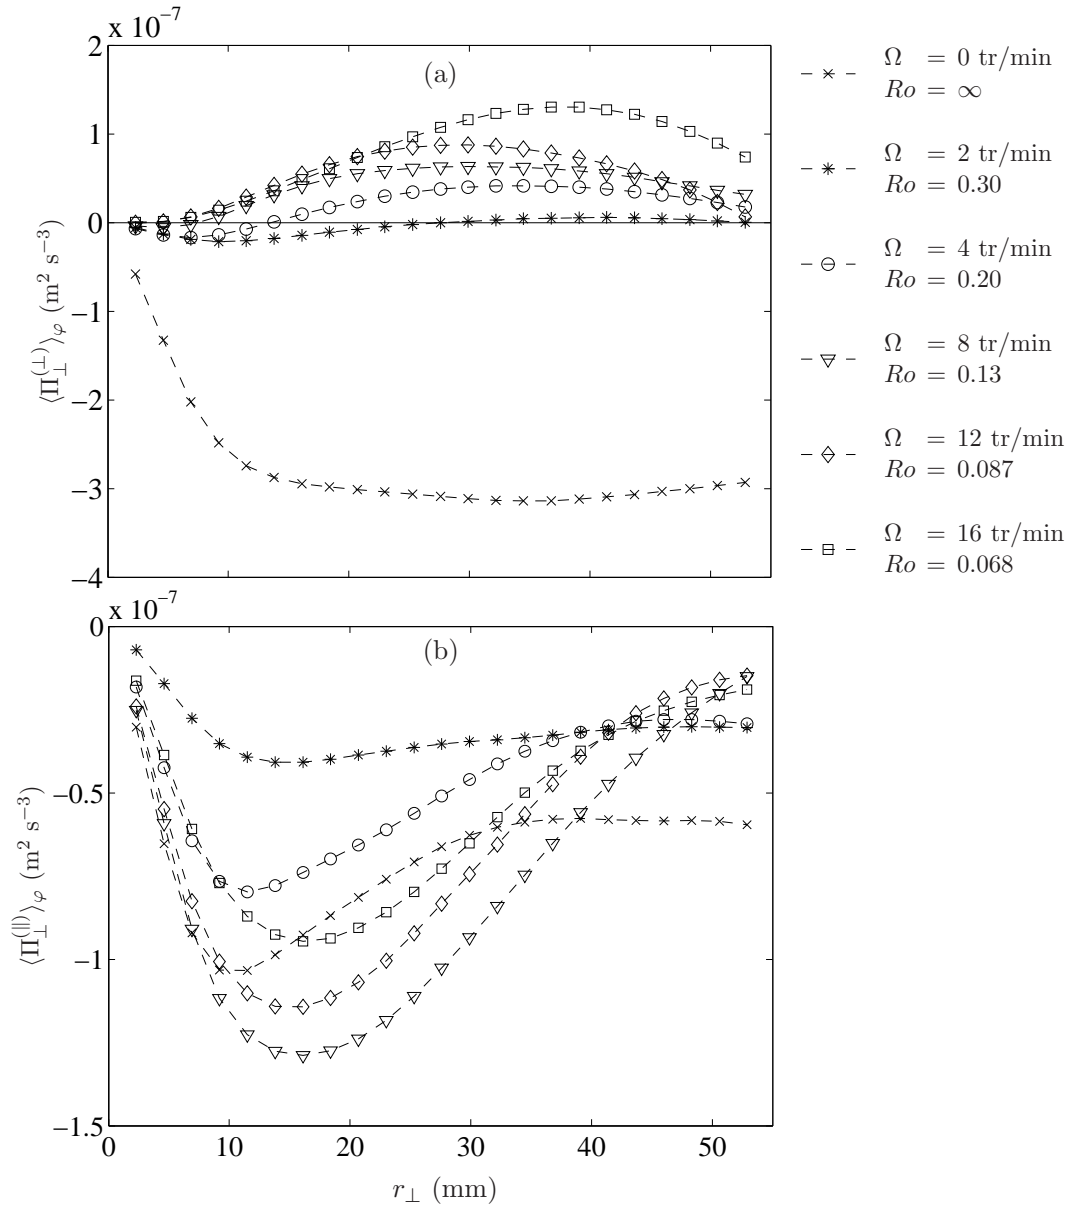 x 10⁻⁷
2
1
0
−1
−2
−3
−4
(a)
⟨Π⊥^(⊥)⟩φ (m² s⁻³)
Ω = 0 tr/min
Ro = ∞
Ω = 2 tr/min
Ro = 0.30
Ω = 4 tr/min
Ro = 0.20
Ω = 8 tr/min
Ro = 0.13
Ω = 12 tr/min
Ro = 0.087
Ω = 16 tr/min
Ro = 0.068
x 10⁻⁷
0
−0.5
−1
−1.5
(b)
⟨Π⊥^(||)⟩φ (m² s⁻³)
0 10 20 30 40 50
r⊥ (mm)